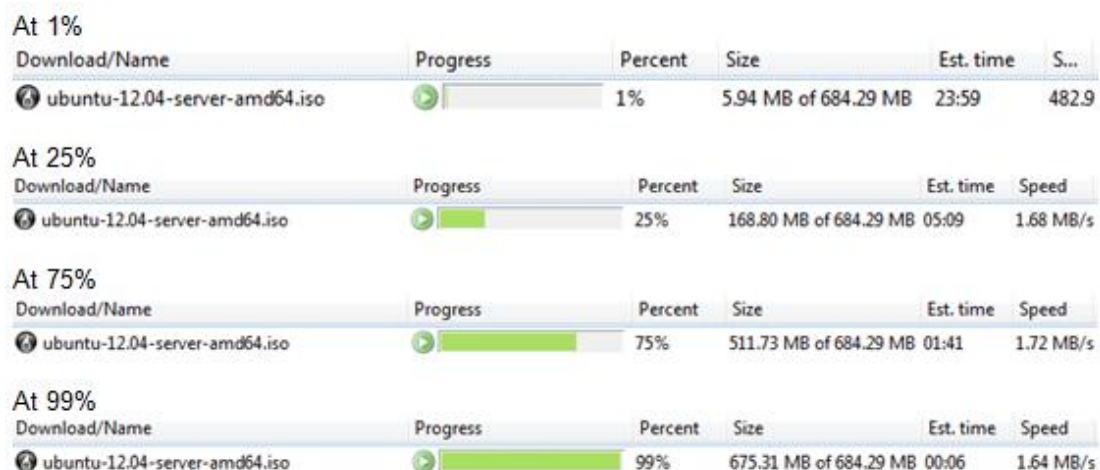 At 1%
Download/Name Progress Percent Size Est. time S...
ubuntu-12.04-server-amd64.iso 1% 5.94 MB of 684.29 MB 23:59 482.9
At 25%
Download/Name Progress Percent Size Est. time Speed
ubuntu-12.04-server-amd64.iso 25% 168.80 MB of 684.29 MB 05:09 1.68 MB/s
At 75%
Download/Name Progress Percent Size Est. time Speed
ubuntu-12.04-server-amd64.iso 75% 511.73 MB of 684.29 MB 01:41 1.72 MB/s
At 99%
Download/Name Progress Percent Size Est. time Speed
ubuntu-12.04-server-amd64.iso 99% 675.31 MB of 684.29 MB 00:06 1.64 MB/s